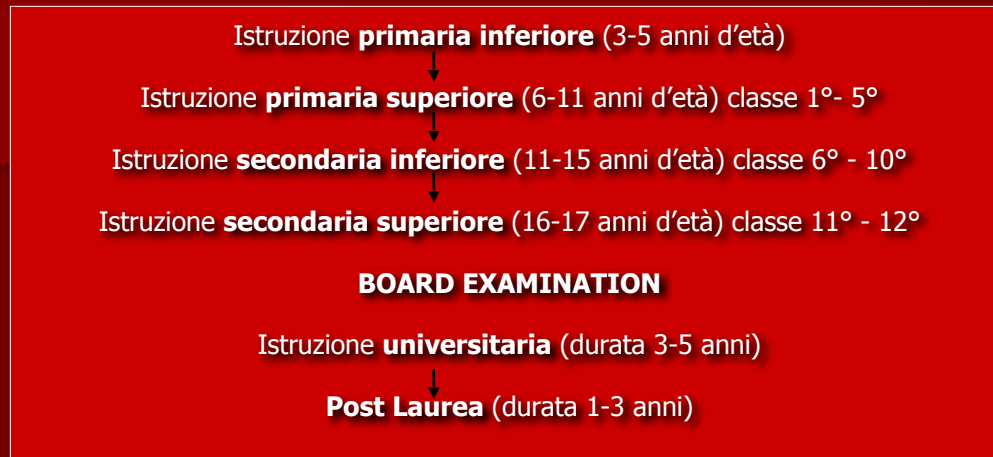 Istruzione primaria inferiore (3-5 anni d'età)
Istruzione primaria superiore (6-11 anni d'età) classe 1°- 5°
Istruzione secondaria inferiore (11-15 anni d'età) classe 6° - 10°
Istruzione secondaria superiore (16-17 anni d'età) classe 11° - 12°
BOARD EXAMINATION
Istruzione universitaria (durata 3-5 anni)
Post Laurea (durata 1-3 anni)